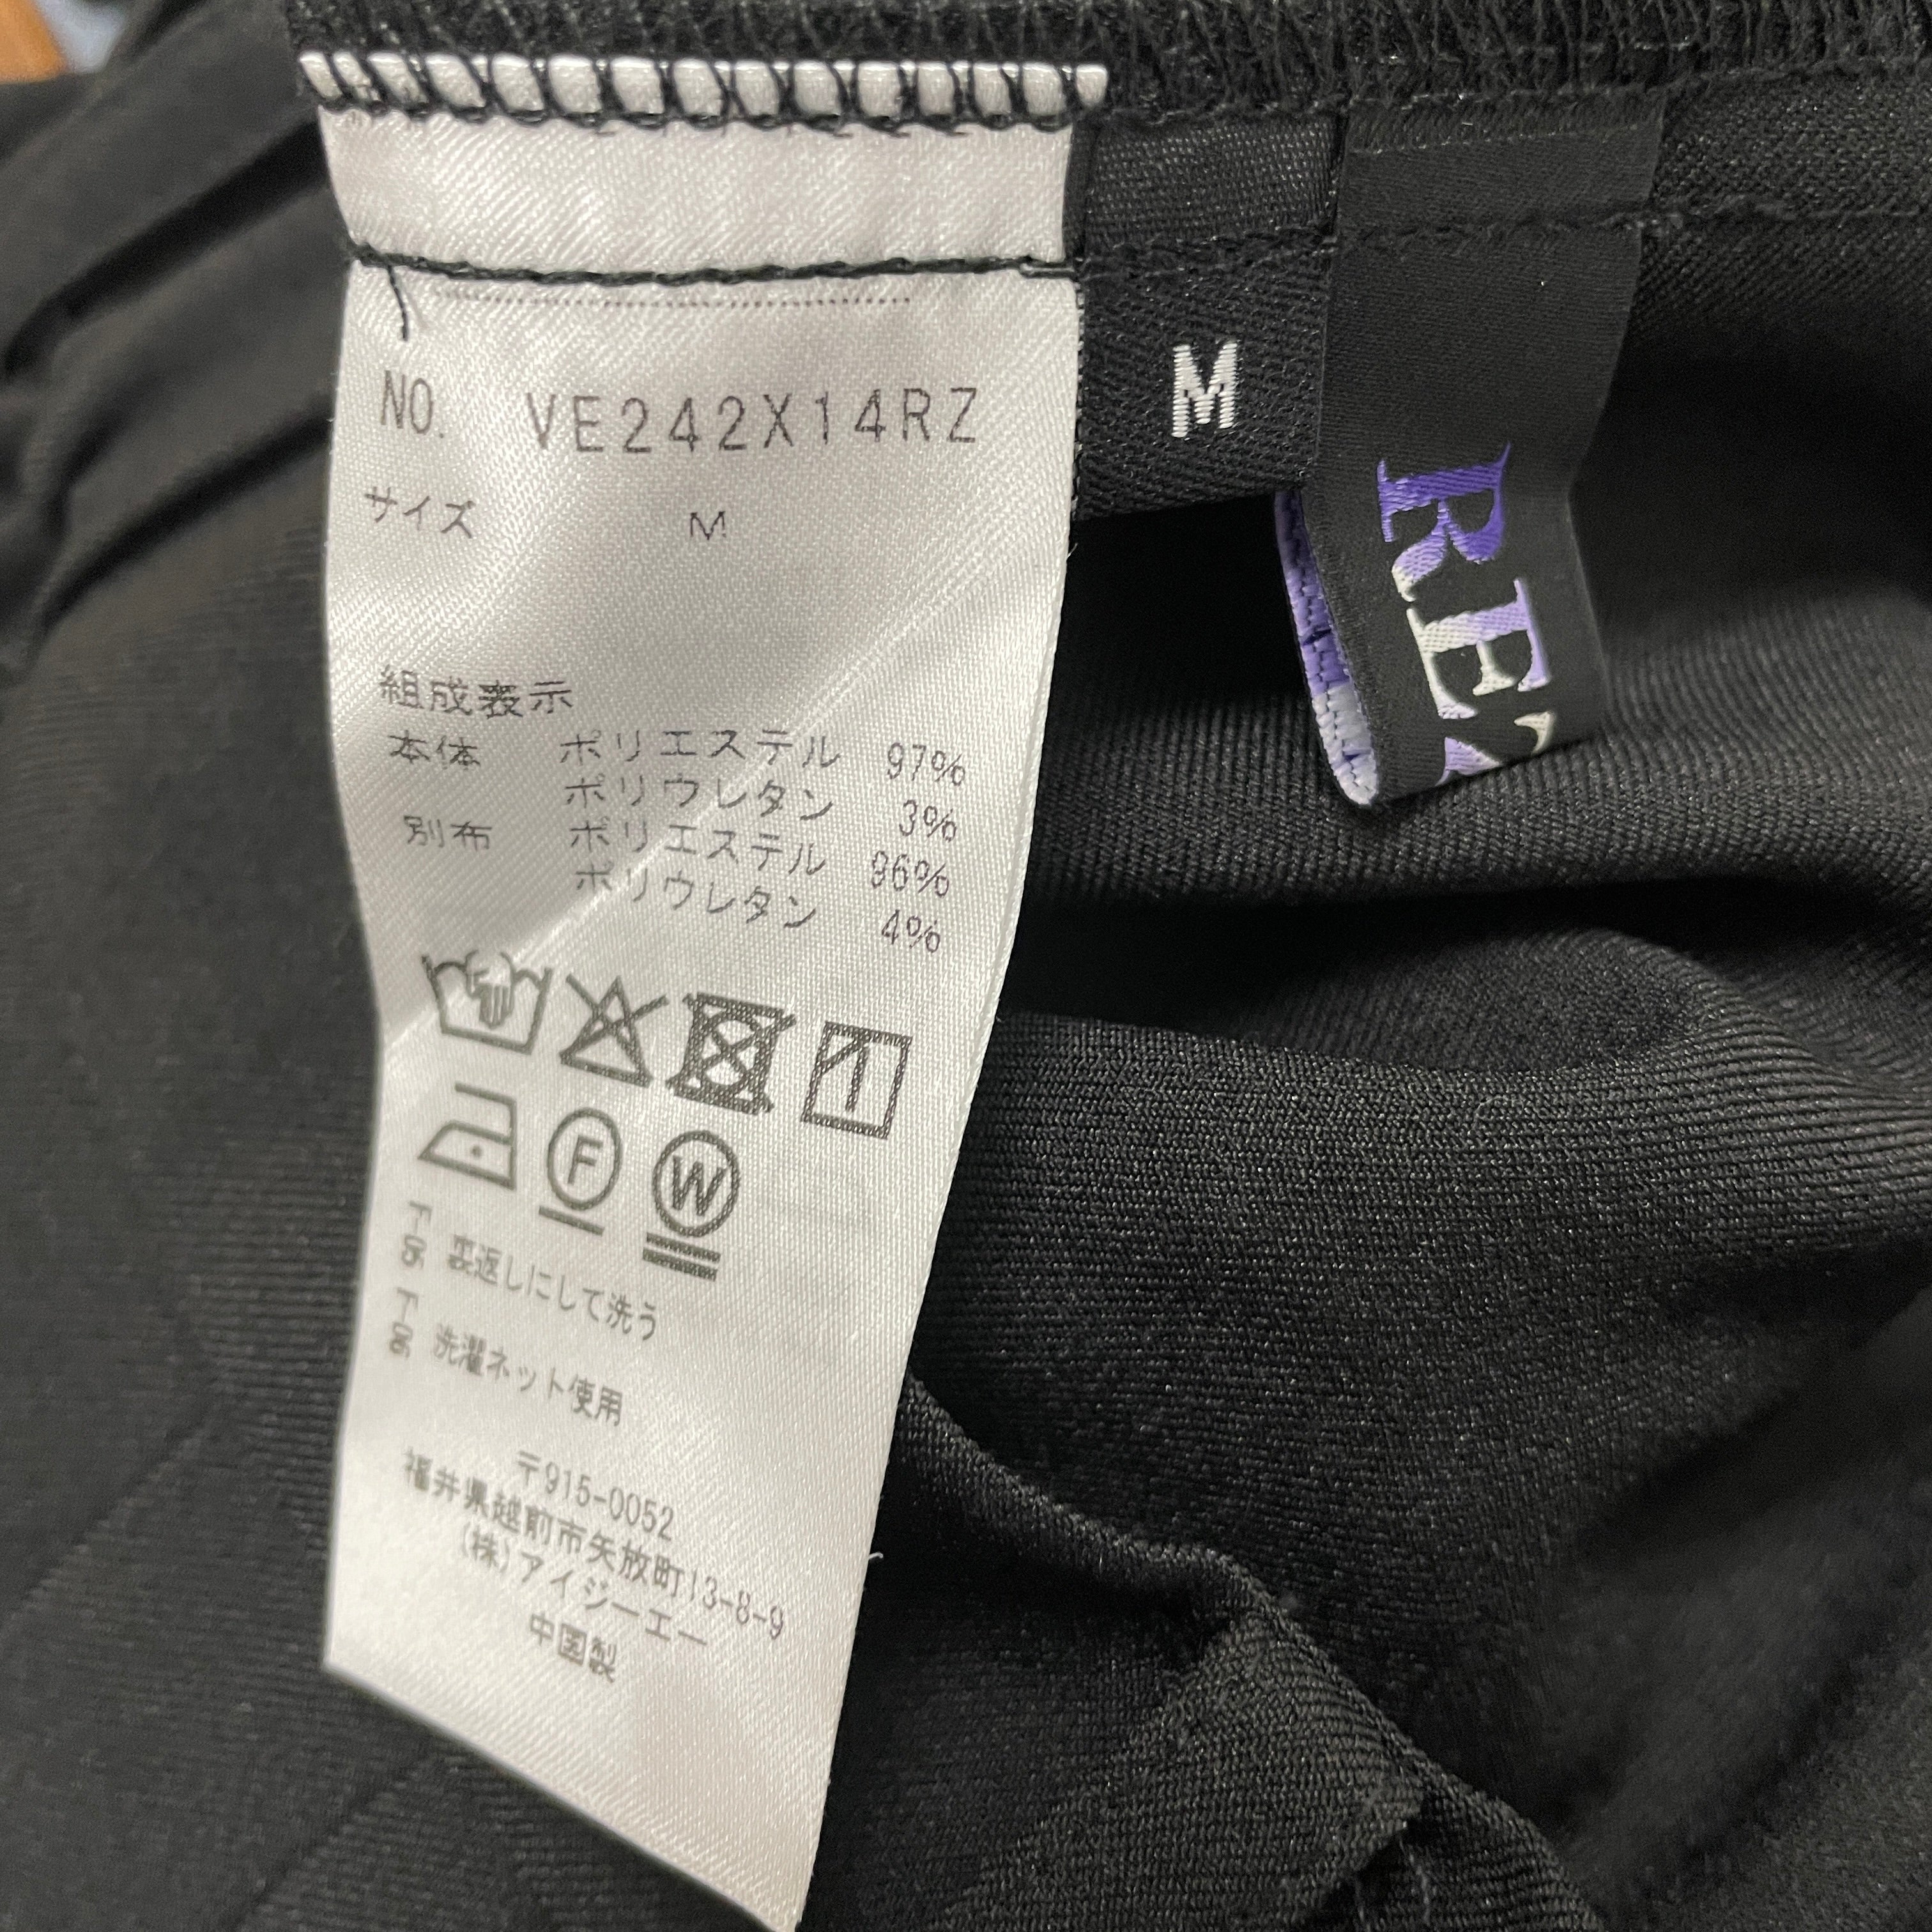 NO. VE242X14RZ
サイズ M
組成表示
本体 ポリエステル 97%
ポリウレタン 3%
別布 ポリエステル 96%
ポリウレタン 4%
F W
裏返しにして洗う
洗濯ネット使用
〒915-0052
福井県越前市矢放町13-8-9
(株)アイジーエー
中国製
M
RE